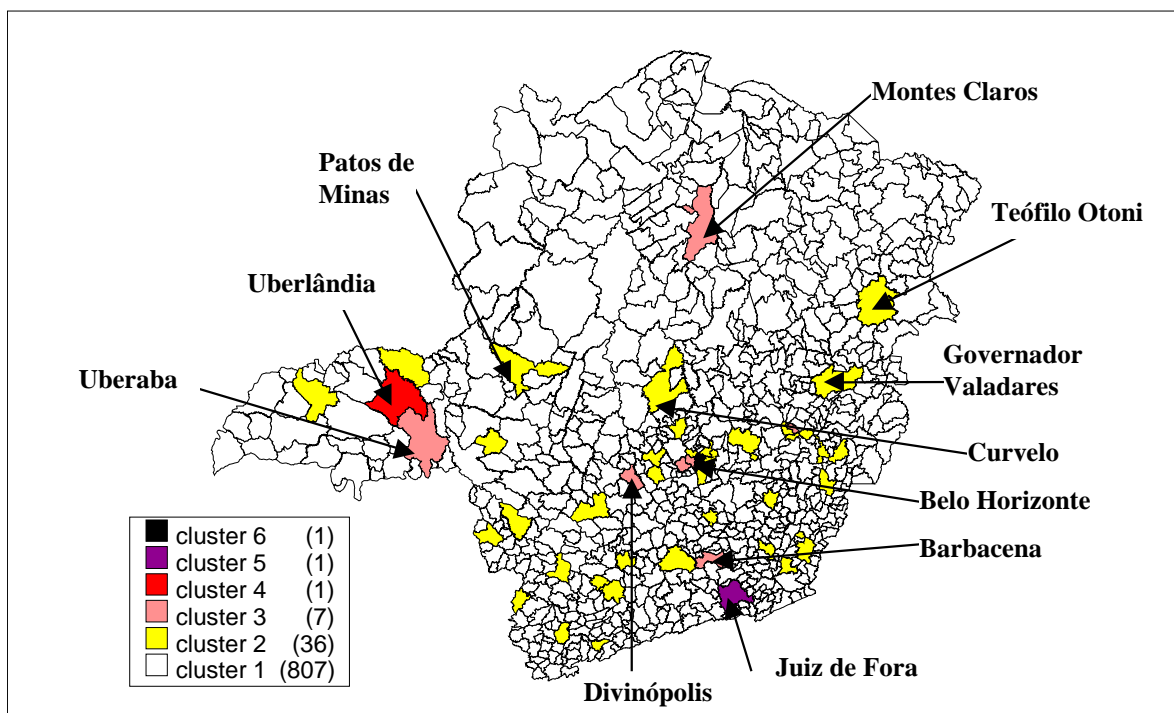 Montes Claros
Patos de
Minas
Teófilo Otoni
Uberlândia
Governador
Valadares
Uberaba
Curvelo
Belo Horizonte
Barbacena
Juiz de Fora
Divinópolis
cluster 6 (1)
cluster 5 (1)
cluster 4 (1)
cluster 3 (7)
cluster 2 (36)
cluster 1 (807)